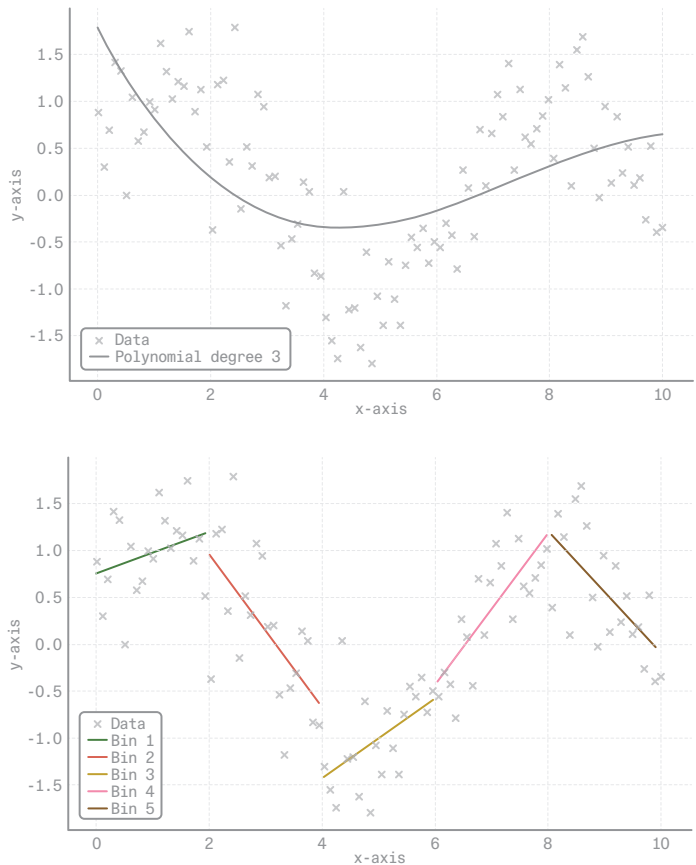 1.5
1.0
0.5
0.0
-0.5
-1.0
-1.5
y-axis
Data
Polynomial degree 3
0 2 4 6 8 10
x-axis
1.5
1.0
0.5
0.0
-0.5
-1.0
-1.5
y-axis
Data
Bin 1
Bin 2
Bin 3
Bin 4
Bin 5
0 2 4 6 8 10
x-axis